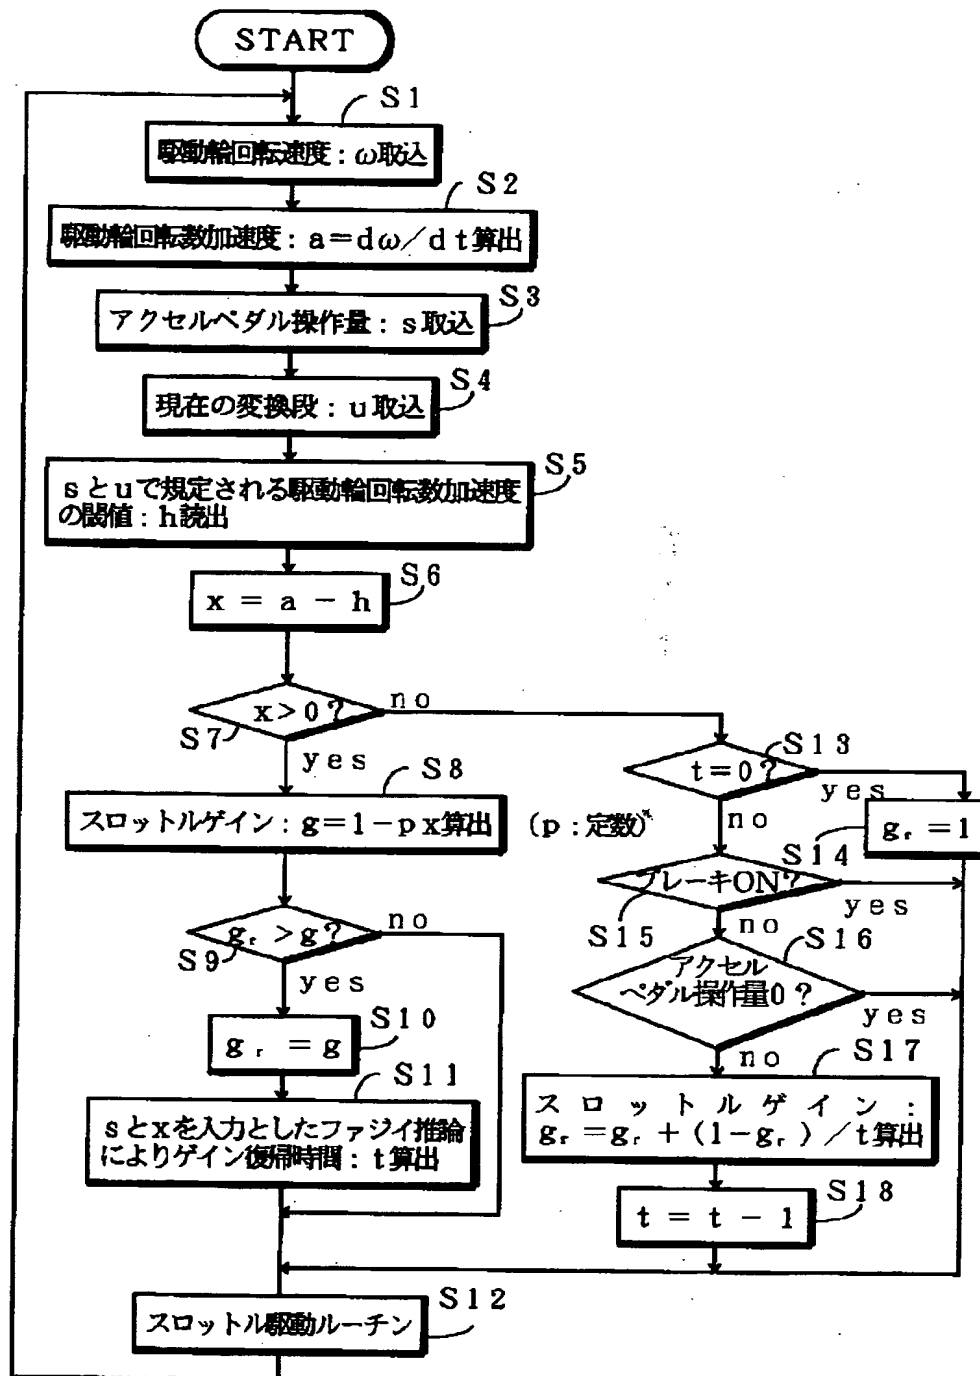 START
S1
駆動輪回転速度:ω取込
S2
駆動輪回転数加速度:a=dω/dt算出
S3
アクセルペダル操作量:s取込
S4
現在の変換段:u取込
S5
sとuで規定される駆動輪回転数加速度
の閾値:h読出
S6
x = a - h
x>0?
no
S7
yes
S13
t=0?
yes
no
S8
スロットルゲイン:g=1-px算出
(p:定数)
S14
gr=1
ブレーキON?
yes
S15
no
gr>g?
no
S9
yes
S16
アクセル
ペダル操作量0?
yes
no
S10
gr=g
S11
sとxを入力としたファジイ推論
によりゲイン復帰時間:t算出
S17
スロットルゲイン:
gr=gr+(1-gr)/t算出
S18
t = t - 1
S12
スロットル駆動ルーチン